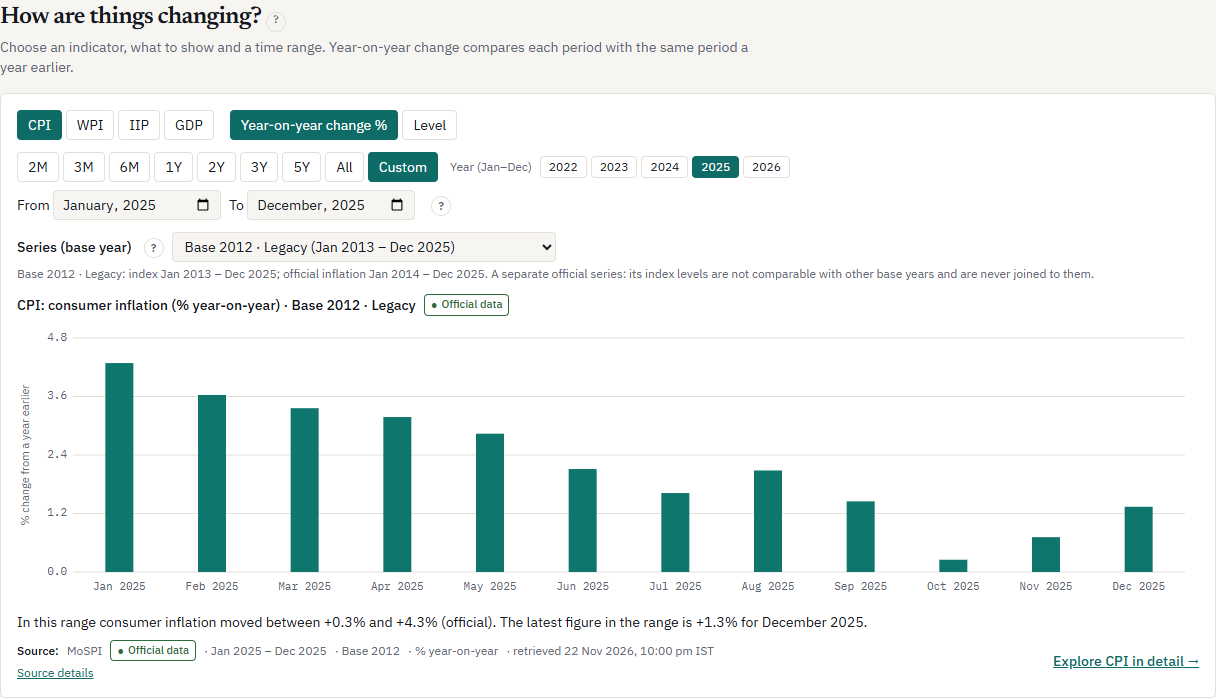 How are things changing? ?
Choose an indicator, what to show and a time range. Year-on-year change compares each period with the same period a
year earlier.
CPI WPI IIP GDP Year-on-year change % Level
2M 3M 6M 1Y 2Y 3Y 5Y All Custom Year (Jan–Dec) 2022 2023 2024 2025 2026
From January, 2025 To December, 2025 ?
Series (base year) ? Base 2012 · Legacy (Jan 2013 – Dec 2025)
Base 2012 · Legacy: index Jan 2013 – Dec 2025; official inflation Jan 2014 – Dec 2025. A separate official series: its index levels are not comparable with other base years and are never joined to them.
CPI: consumer inflation (% year-on-year) · Base 2012 · Legacy ● Official data
% change from a year earlier
4.8
3.6
2.4
1.2
0.0
Jan 2025 Feb 2025 Mar 2025 Apr 2025 May 2025 Jun 2025 Jul 2025 Aug 2025 Sep 2025 Oct 2025 Nov 2025 Dec 2025
In this range consumer inflation moved between +0.3% and +4.3% (official). The latest figure in the range is +1.3% for December 2025.
Source: MoSPI ● Official data · Jan 2025 – Dec 2025 · Base 2012 · % year-on-year · retrieved 22 Nov 2026, 10:00 pm IST
Source details
Explore CPI in detail →